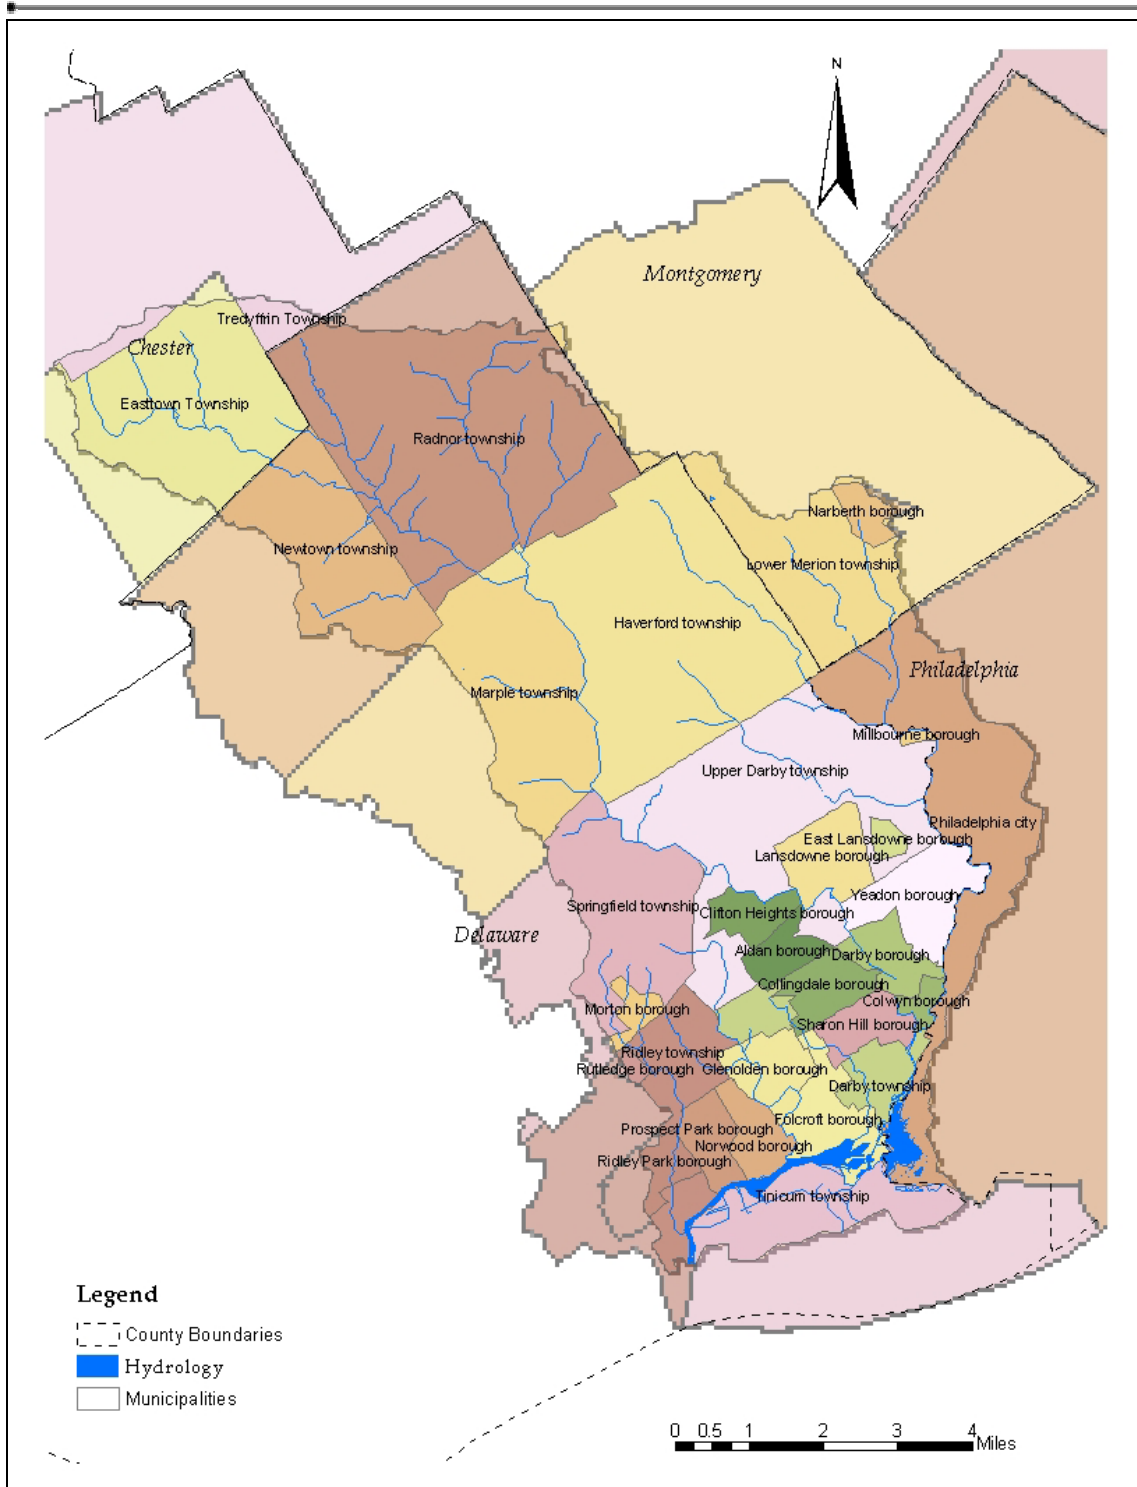 N
Montgomery
Tredyffrin Township
Chester
Easttown Township
Radnor township
Narberth borough
Newtown township
Lower Merion township
Haverford township
Philadelphia
Marple township
Millbourne borough
Upper Darby township
Philadelphia city
East Lansdowne borough
Lansdowne borough
Yeadon borough
Springfield township
Clifton Heights borough
Delaware
Aldan borough
Darby borough
Collingdale borough
Colwyn borough
Morton borough
Sharon Hill borough
Ridley township
Rutledge borough
Glenolden borough
Darby township
Folcroft borough
Prospect Park borough
Norwood borough
Ridley Park borough
Tinicum township
Legend
County Boundaries
Hydrology
Municipalities
0 0.5 1 2 3 4
Miles